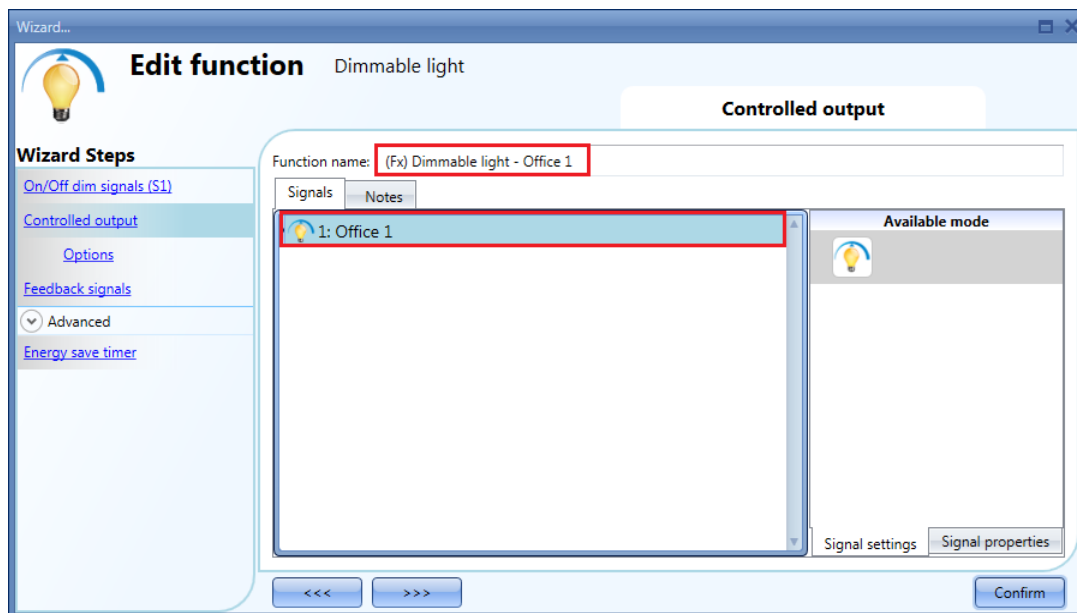 Wizard...
Edit function Dimmable light
Controlled output
Wizard Steps
On/Off dim signals (S1)
Controlled output
Options
Feedback signals
Advanced
Energy save timer
Function name: (Fx) Dimmable light - Office 1
Signals Notes
1: Office 1
Available mode
Signal settings Signal properties
<<< >>> Confirm